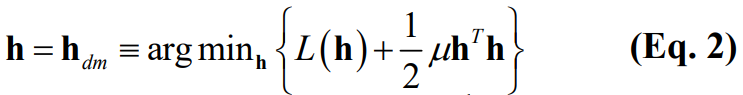 h = h_dm ≡ arg min_h { L(h) + 1/2 μh^T h } (Eq. 2)